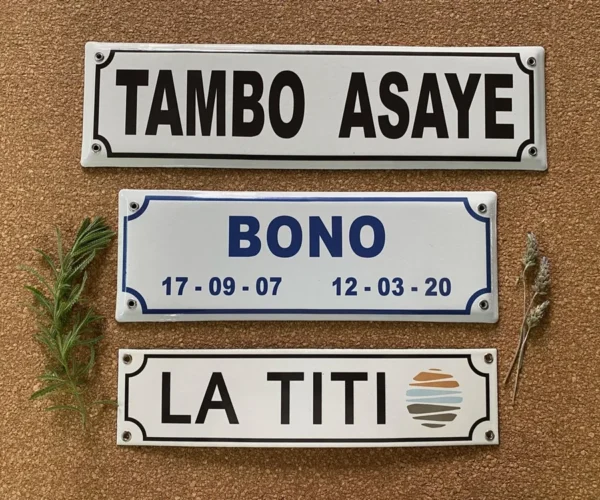 TAMBO ASAYE
BONO
17 - 09 - 07 12 - 03 - 20
LA TITI